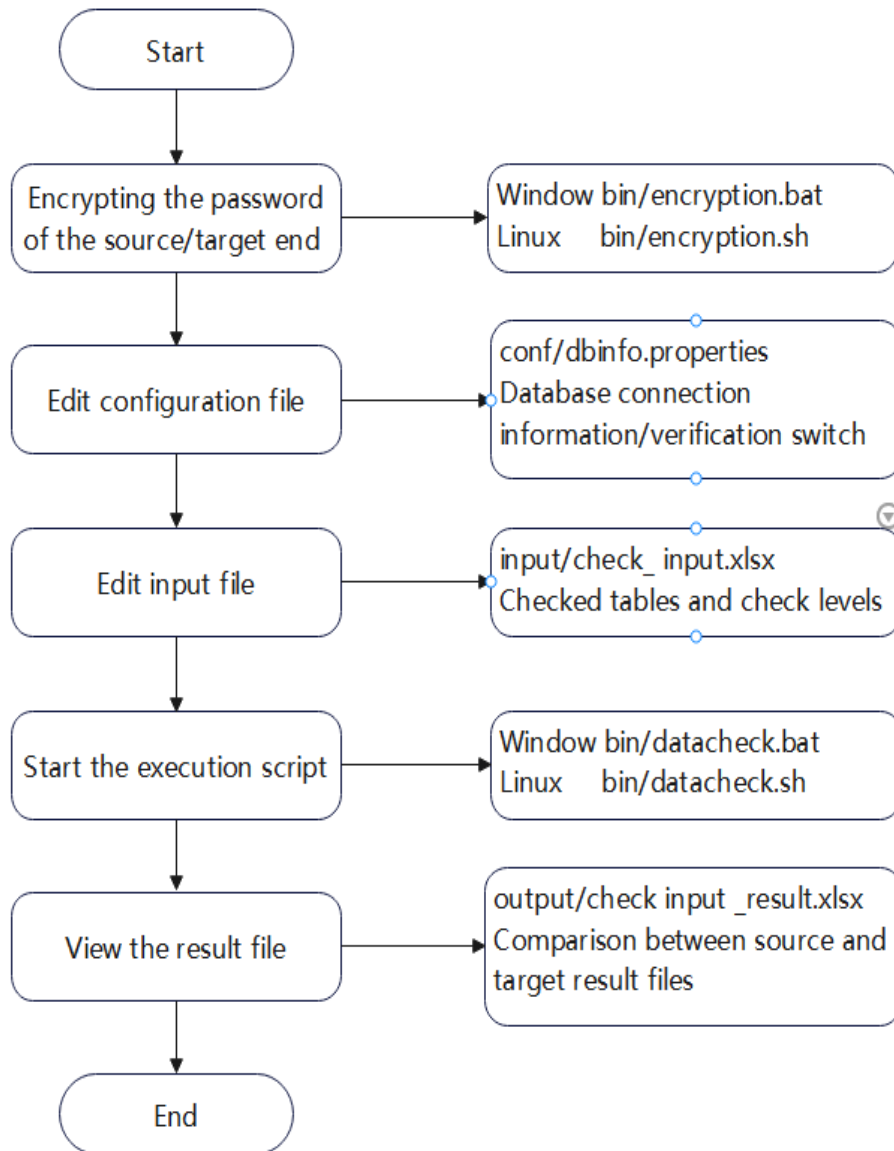 Start
Encrypting the password
of the source/target end
Window bin/encryption.bat
Linux bin/encryption.sh
Edit configuration file
conf/dbinfo.properties
Database connection
information/verification switch
Edit input file
input/check_ input.xlsx
Checked tables and check levels
Start the execution script
Window bin/datacheck.bat
Linux bin/datacheck.sh
View the result file
output/check input _result.xlsx
Comparison between source and
target result files
End